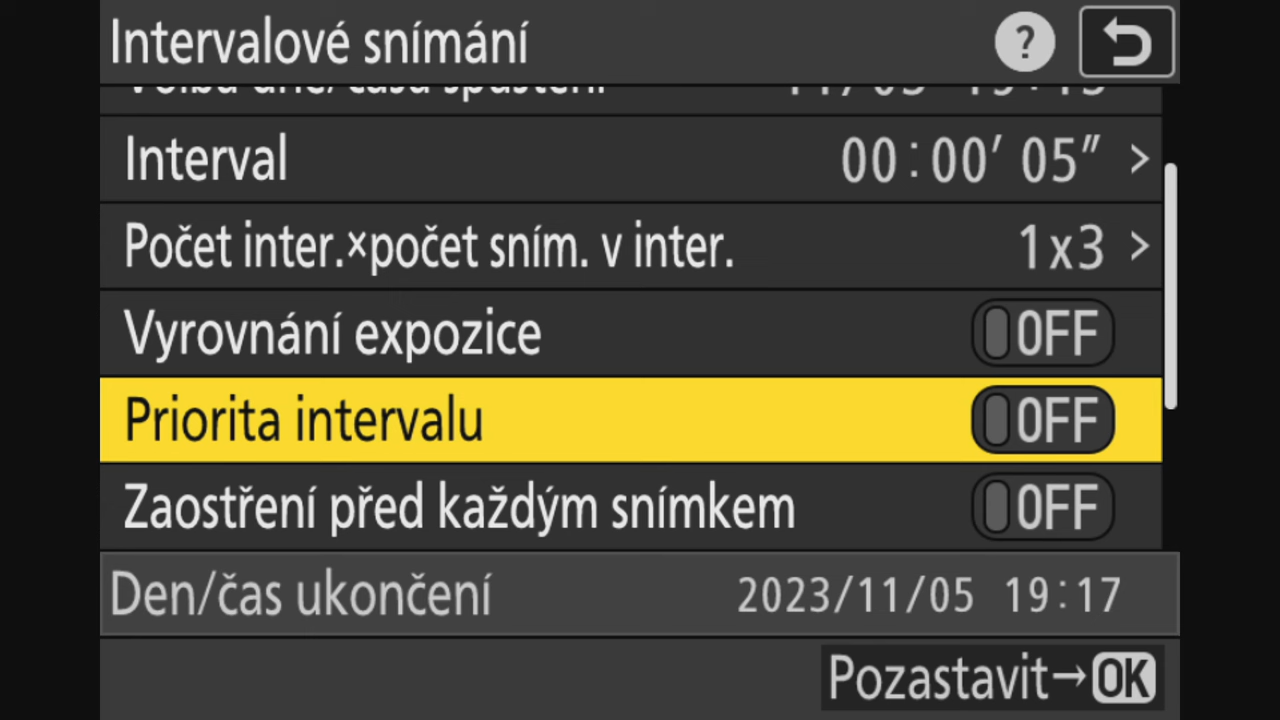 Intervalové snímání ?
Interval 00:00′ 05″ >
Počet inter.×počet sním. v inter. 1x3 >
Vyrovnání expozice OFF
Priorita intervalu OFF
Zaostření před každým snímkem OFF
Den/čas ukončení 2023/11/05 19:17
Pozastavit→OK